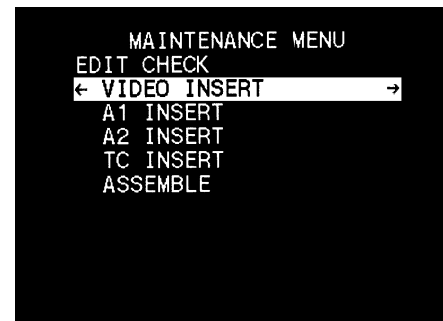 MAINTENANCE MENU
EDIT CHECK
← VIDEO INSERT →
A1 INSERT
A2 INSERT
TC INSERT
ASSEMBLE